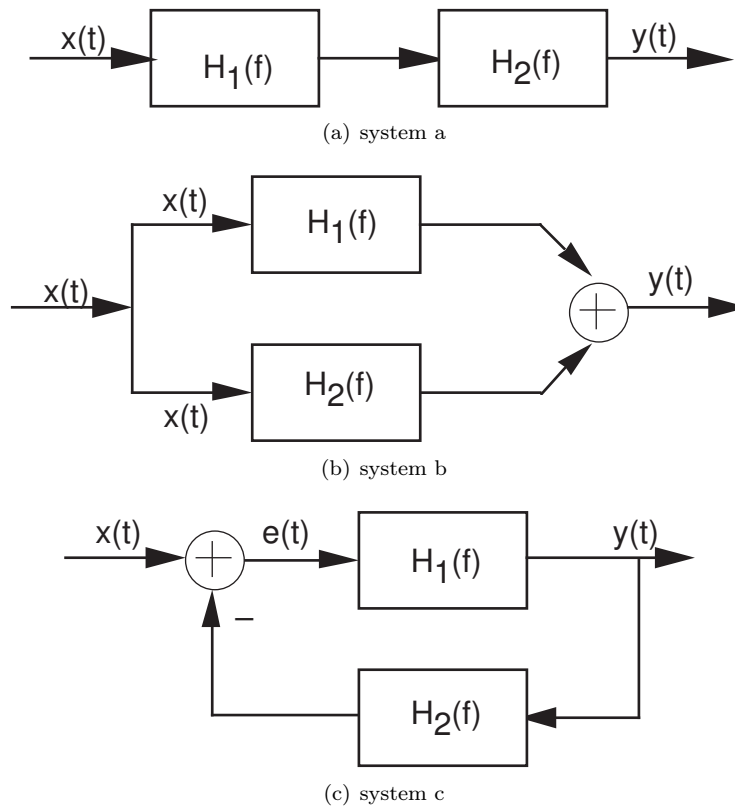 x(t) H1(f) H2(f) y(t)
(a) system a
x(t) H1(f)
x(t) + y(t)
x(t) H2(f)
(b) system b
x(t) + e(t) H1(f) y(t)
–
H2(f)
(c) system c